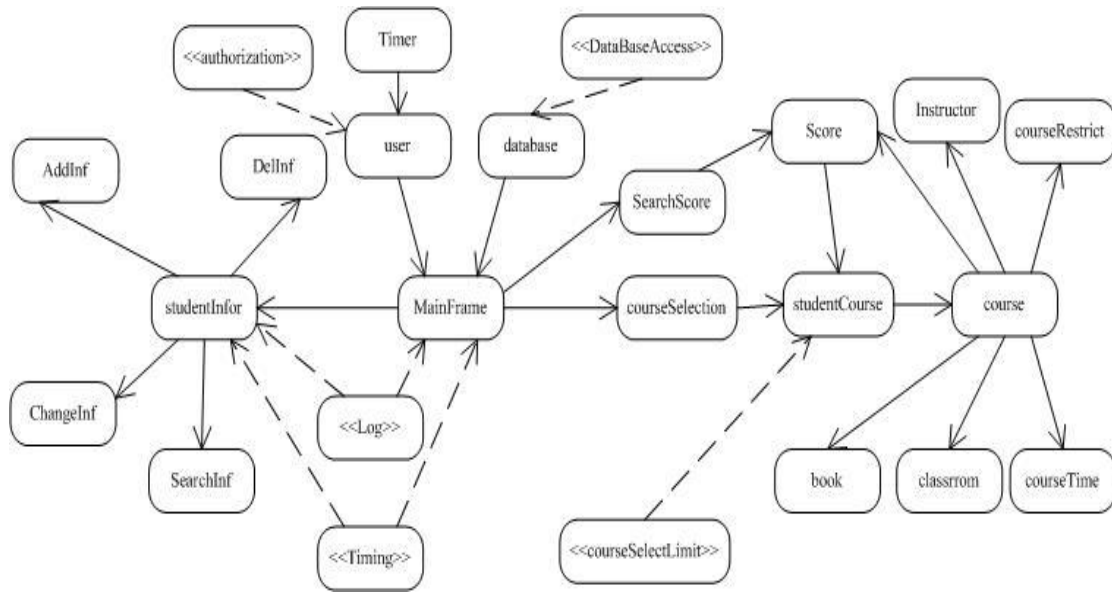 Timer
<<authorization>>
<<DataBaseAccess>>
Instructor
user
database
Score
courseRestrict
AddInf
DelInf
SearchScore
studentInfor
MainFrame
courseSelection
studentCourse
course
ChangeInf
<<Log>>
SearchInf
book
classrrom
courseTime
<<Timing>>
<<courseSelectLimit>>